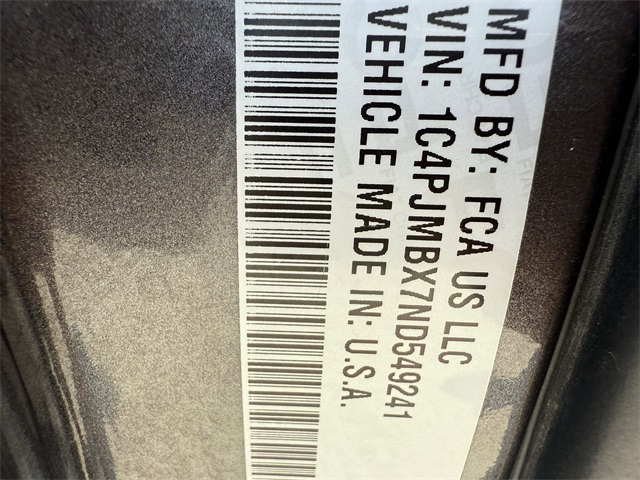 MFD BY: FCA US LLC
VIN: 1C4PJMBX7ND549241
VEHICLE MADE IN: U.S.A.